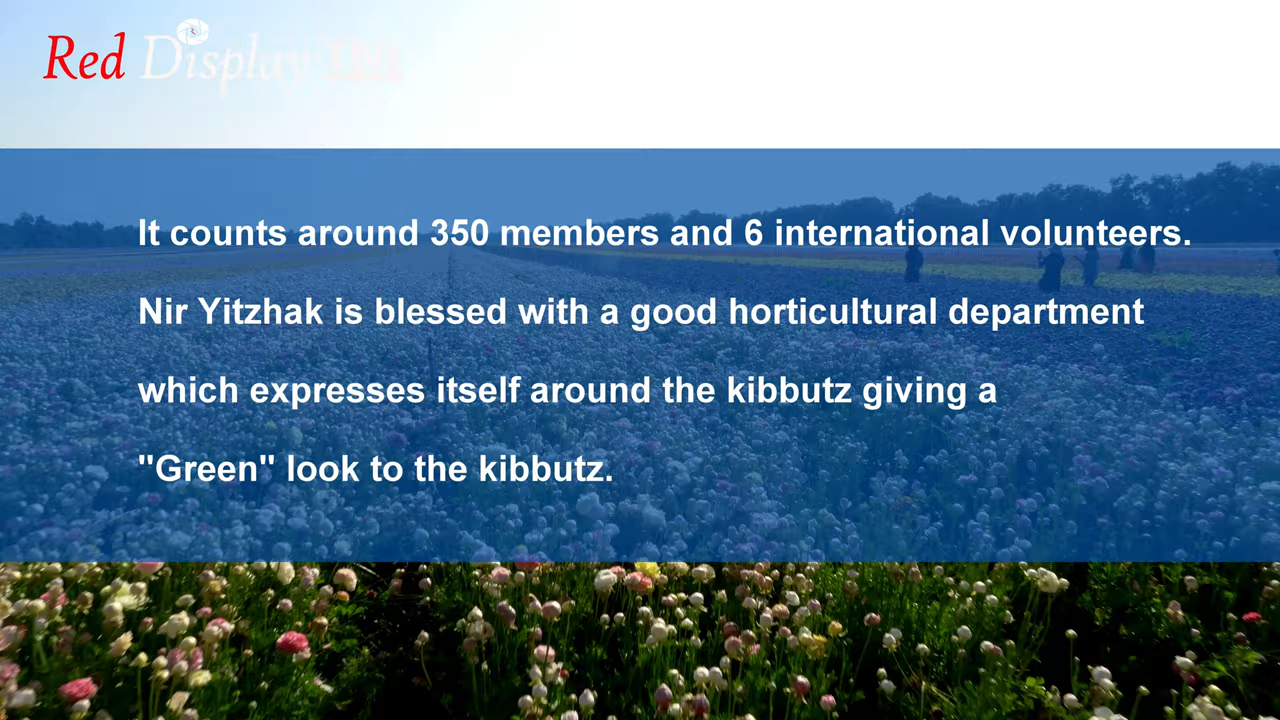 Red Display
It counts around 350 members and 6 international volunteers.
Nir Yitzhak is blessed with a good horticultural department
which expresses itself around the kibbutz giving a
"Green" look to the kibbutz.